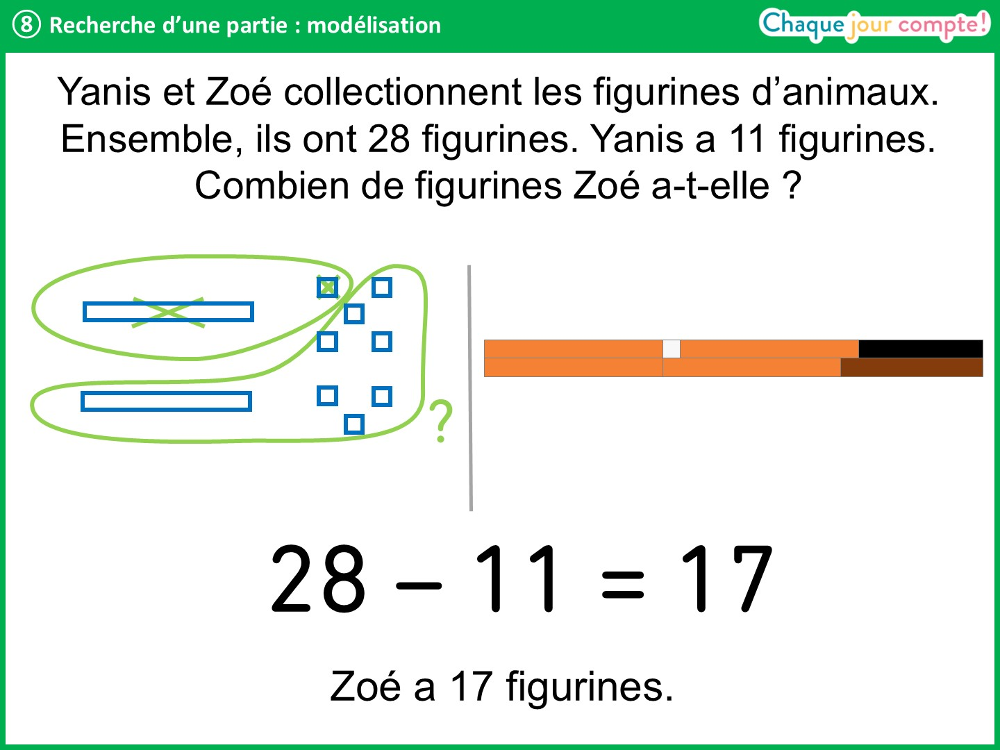 ⑧ Recherche d’une partie : modélisation
Chaque jour compte!
Yanis et Zoé collectionnent les figurines d’animaux.
Ensemble, ils ont 28 figurines. Yanis a 11 figurines.
Combien de figurines Zoé a-t-elle ?
?
28 – 11 = 17
Zoé a 17 figurines.